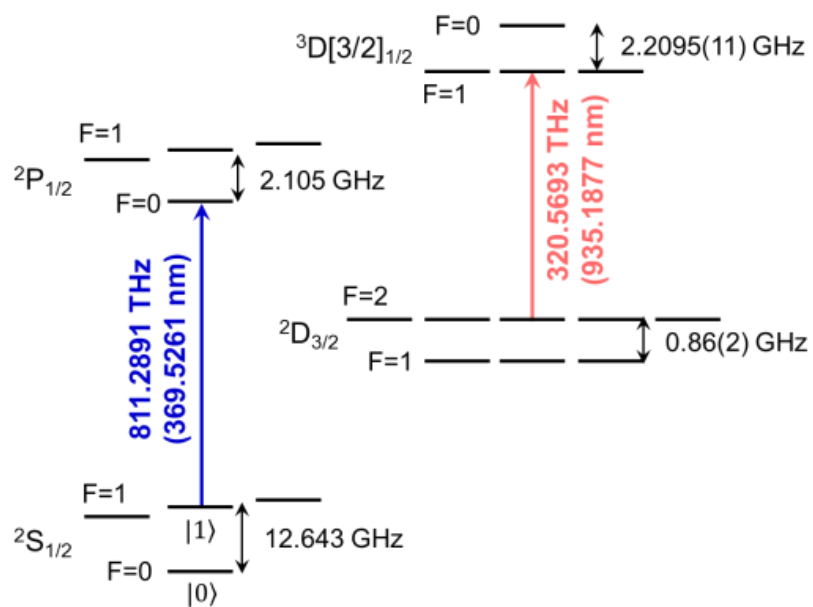 F=0
³D[3/2]₁/₂
2.2095(11) GHz
F=1
320.5693 THz
(935.1877 nm)
F=1
²P₁/₂
2.105 GHz
F=0
811.2891 THz
(369.5261 nm)
F=2
²D₃/₂
0.86(2) GHz
F=1
F=1
|1⟩
²S₁/₂
12.643 GHz
F=0
|0⟩